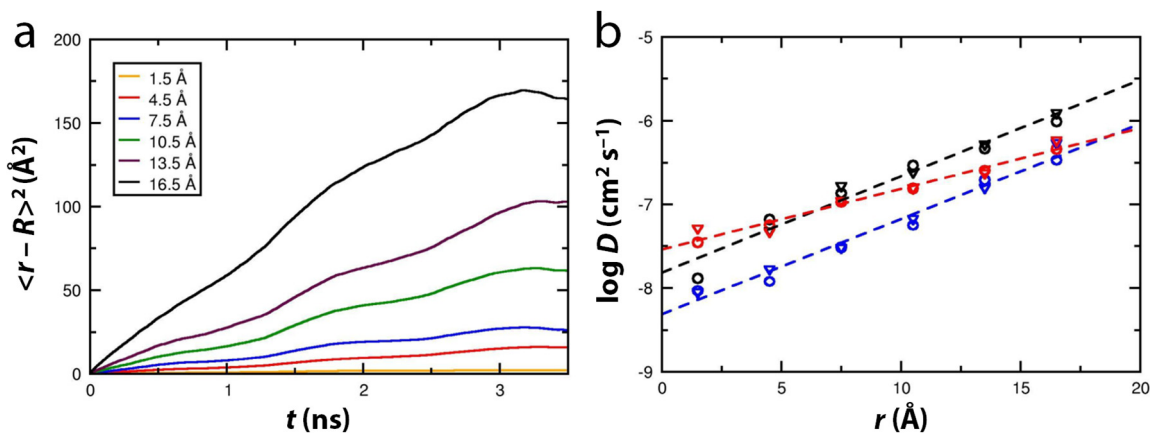 a
200
150
100
50
0
<r – R>² (Å²)
1.5 Å
4.5 Å
7.5 Å
10.5 Å
13.5 Å
16.5 Å
0 1 2 3
t (ns)
b
-5
-6
-7
-8
-9
log D (cm² s⁻¹)
0 5 10 15 20
r (Å)